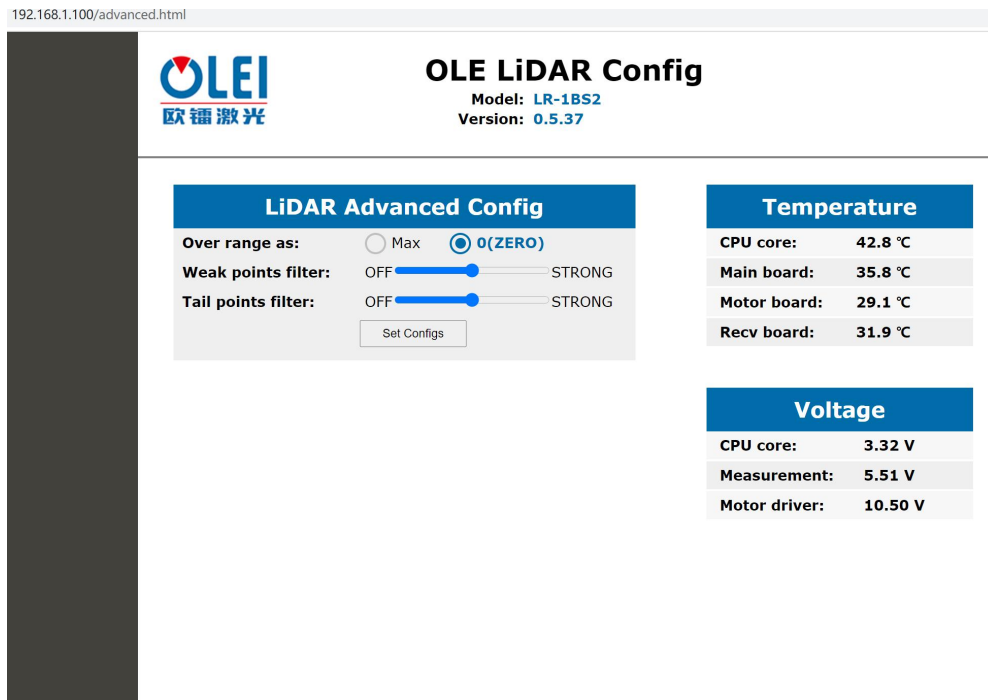 192.168.1.100/advanced.html
OLEI
欧镭激光
OLE LiDAR Config
Model: LR-1BS2
Version: 0.5.37
LiDAR Advanced Config
Over range as: Max 0(ZERO)
Weak points filter: OFF STRONG
Tail points filter: OFF STRONG
Set Configs
Temperature
CPU core: 42.8 ℃
Main board: 35.8 ℃
Motor board: 29.1 ℃
Recv board: 31.9 ℃
Voltage
CPU core: 3.32 V
Measurement: 5.51 V
Motor driver: 10.50 V